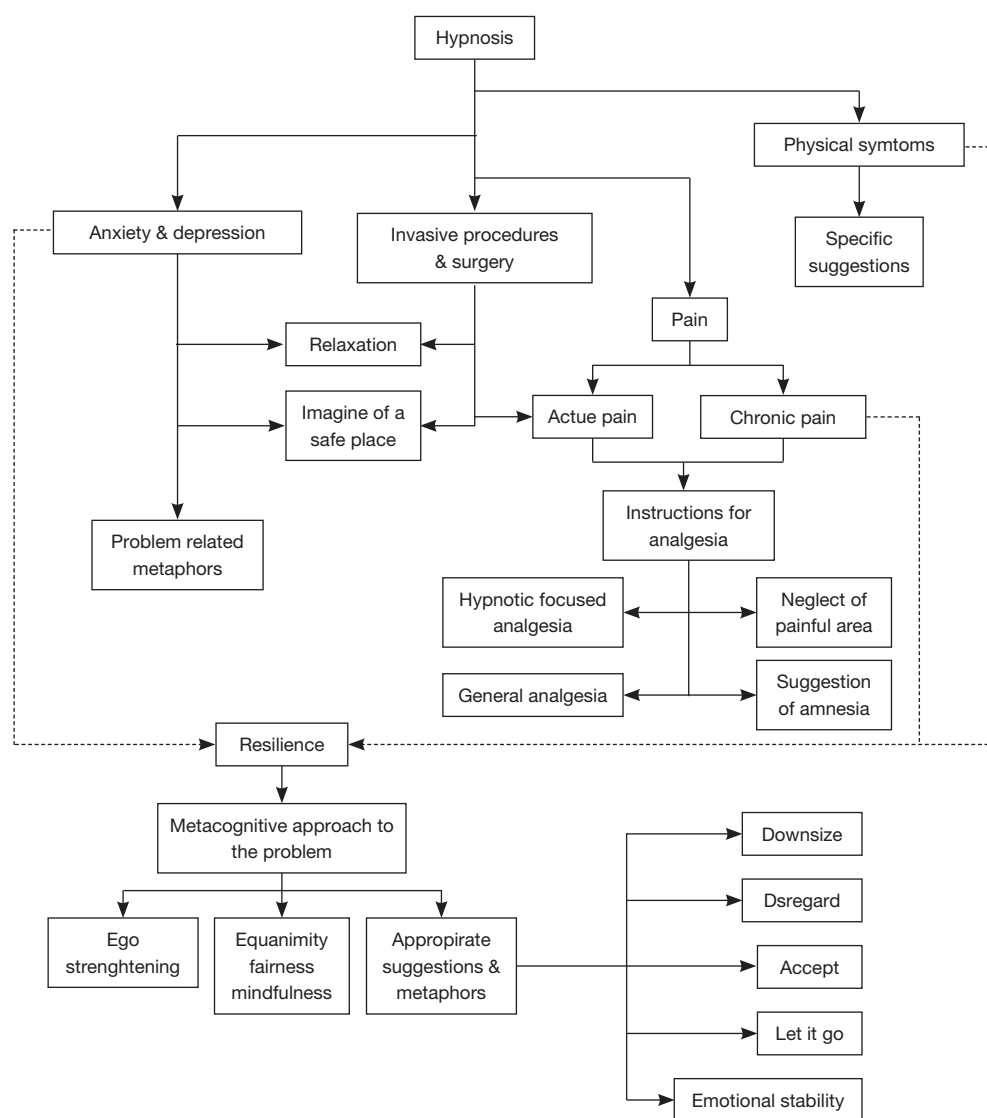 Hypnosis
Physical symtoms
Anxiety & depression
Invasive procedures
& surgery
Specific
suggestions
Pain
Relaxation
Imagine of a
safe place
Actue pain
Chronic pain
Problem related
metaphors
Instructions for
analgesia
Hypnotic focused
analgesia
Neglect of
painful area
General analgesia
Suggestion
of amnesia
Resilience
Metacognitive approach to
the problem
Ego
strenghtening
Equanimity
fairness
mindfulness
Appropirate
suggestions &
metaphors
Downsize
Dsregard
Accept
Let it go
Emotional stability